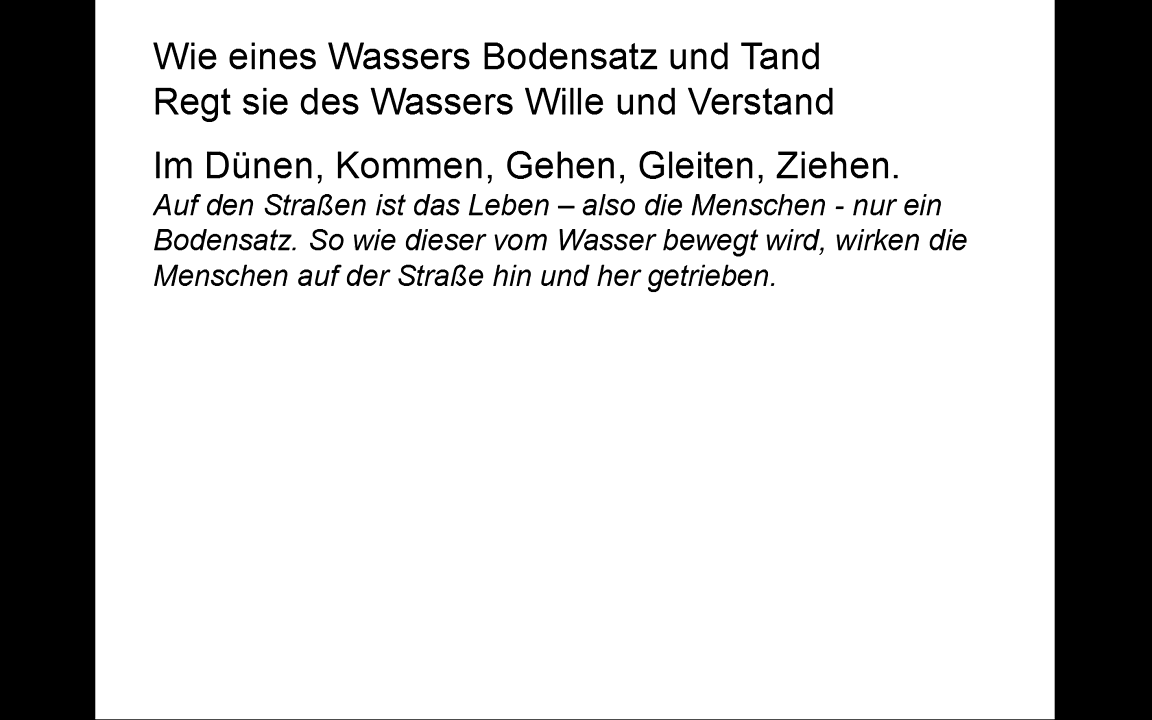 Wie eines Wassers Bodensatz und Tand
Regt sie des Wassers Wille und Verstand
Im Dünen, Kommen, Gehen, Gleiten, Ziehen.
Auf den Straßen ist das Leben – also die Menschen - nur ein
Bodensatz. So wie dieser vom Wasser bewegt wird, wirken die
Menschen auf der Straße hin und her getrieben.